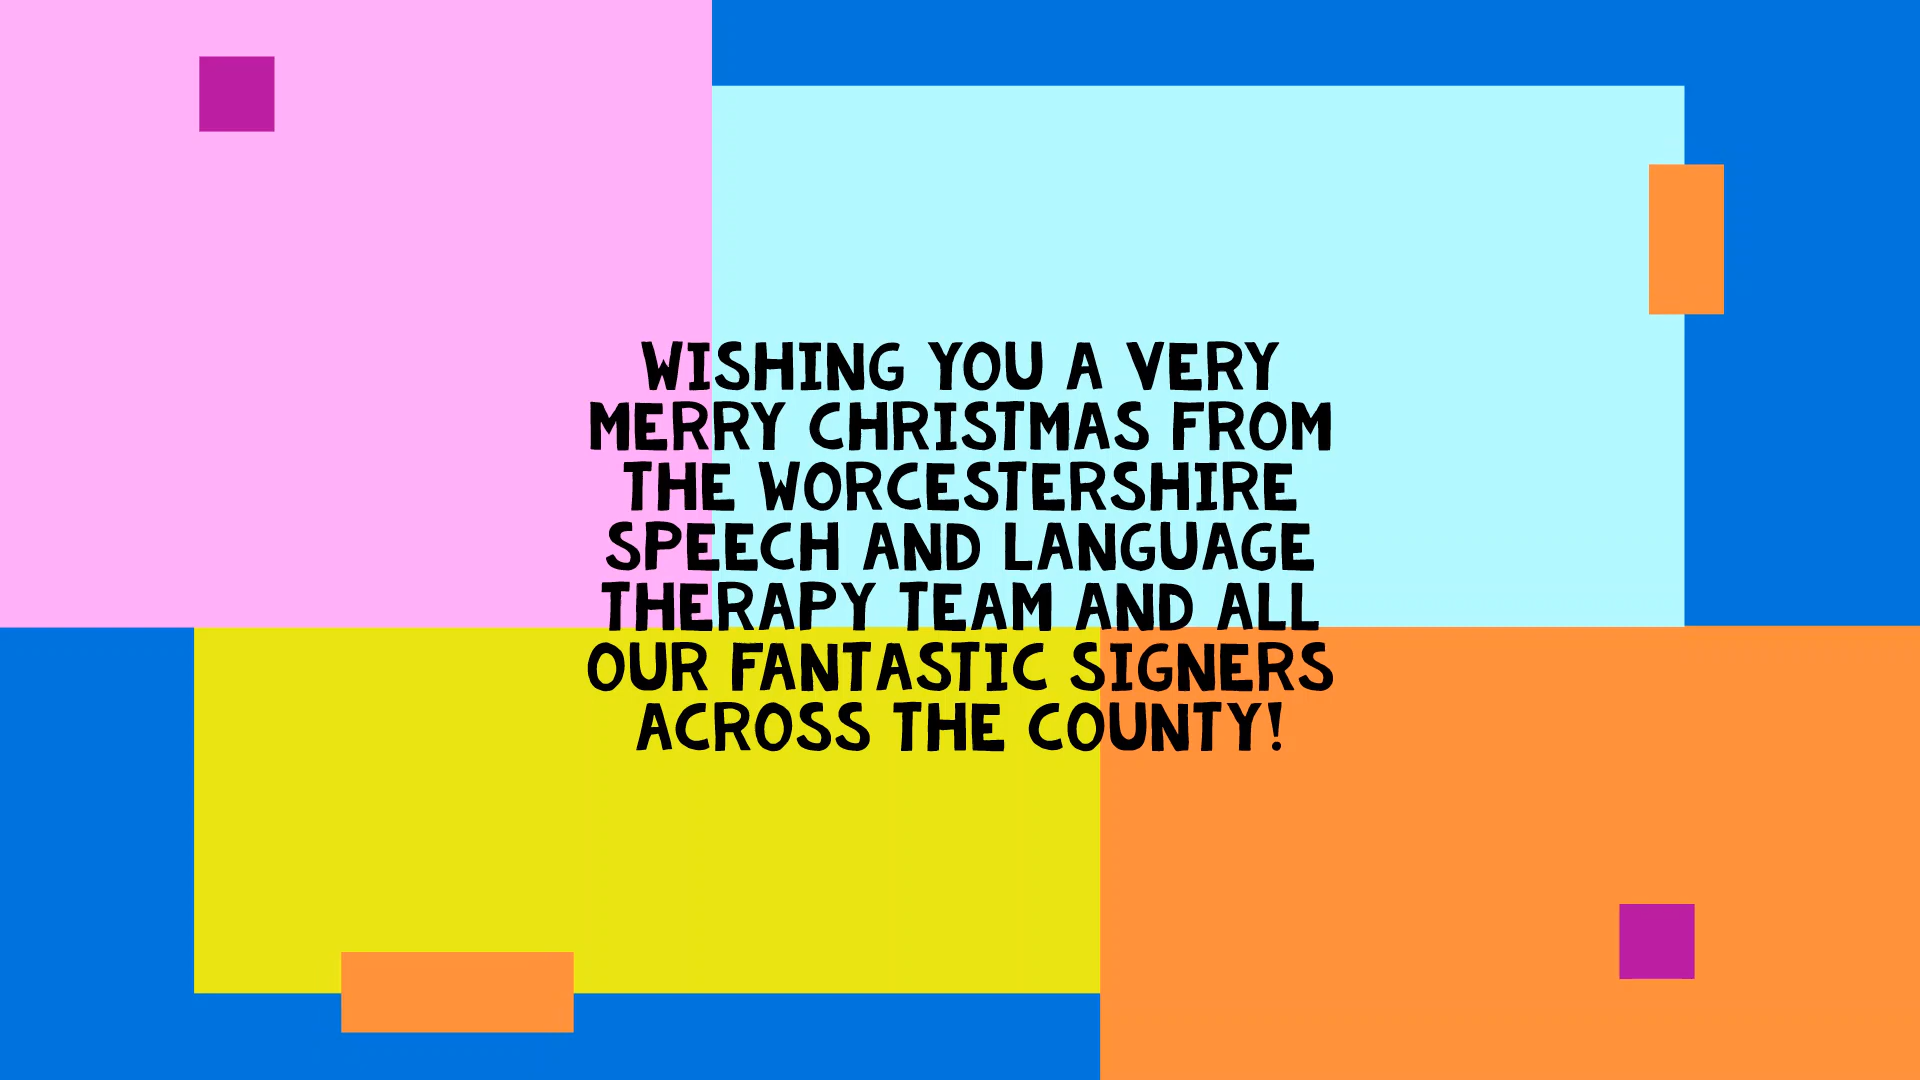 WISHING YOU A VERY
MERRY CHRISTMAS FROM
THE WORCESTERSHIRE
SPEECH AND LANGUAGE
THERAPY TEAM AND ALL
OUR FANTASTIC SIGNERS
ACROSS THE COUNTY!